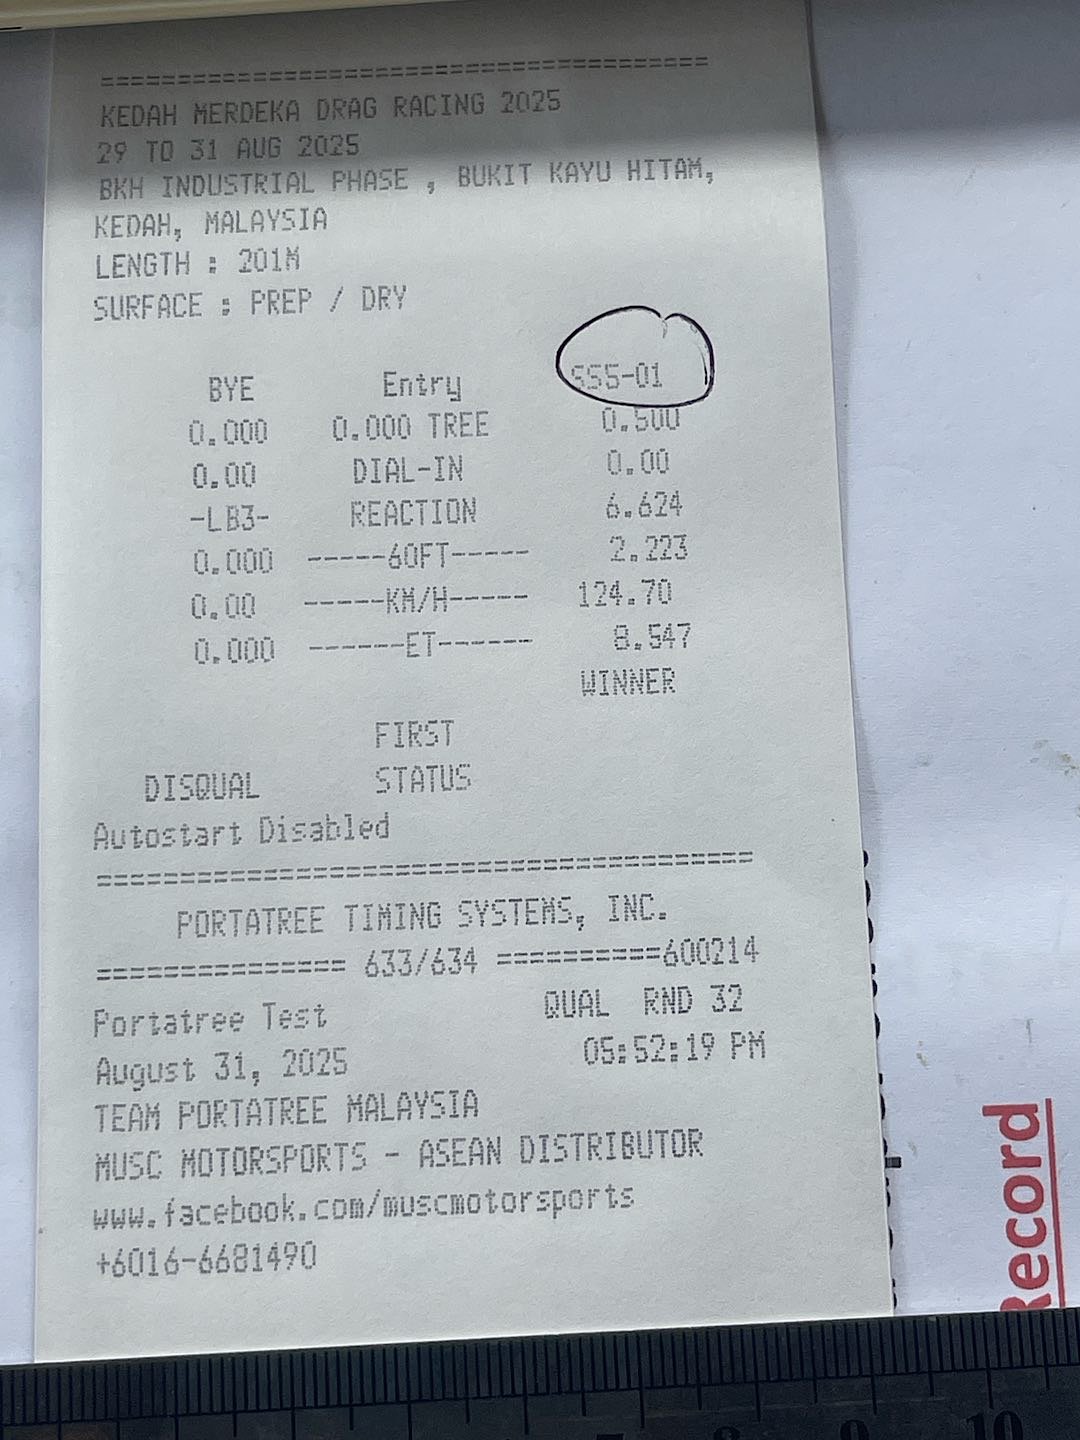 =======================================
KEDAH MERDEKA DRAG RACING 2025
29 TO 31 AUG 2025
BKH INDUSTRIAL PHASE , BUKIT KAYU HITAM,
KEDAH, MALAYSIA
LENGTH : 201M
SURFACE : PREP / DRY
BYE Entry SS5-01
0.000 0.000 TREE 0.500
0.00 DIAL-IN 0.00
-LB3- REACTION 6.624
0.000 -----60FT----- 2.223
0.00 -----KM/H----- 124.70
0.000 ------ET------ 8.547
WINNER
FIRST
DISQUAL STATUS
Autostart Disabled
========================================
PORTATREE TIMING SYSTEMS, INC.
=============== 633/634 ==========600214
Portatree Test QUAL RND 32
August 31, 2025 05:52:19 PM
TEAM PORTATREE MALAYSIA
MUSC MOTORSPORTS - ASEAN DISTRIBUTOR
www.facebook.com/muscmotorsports
+6016-6681490
Record
7 8 9 10